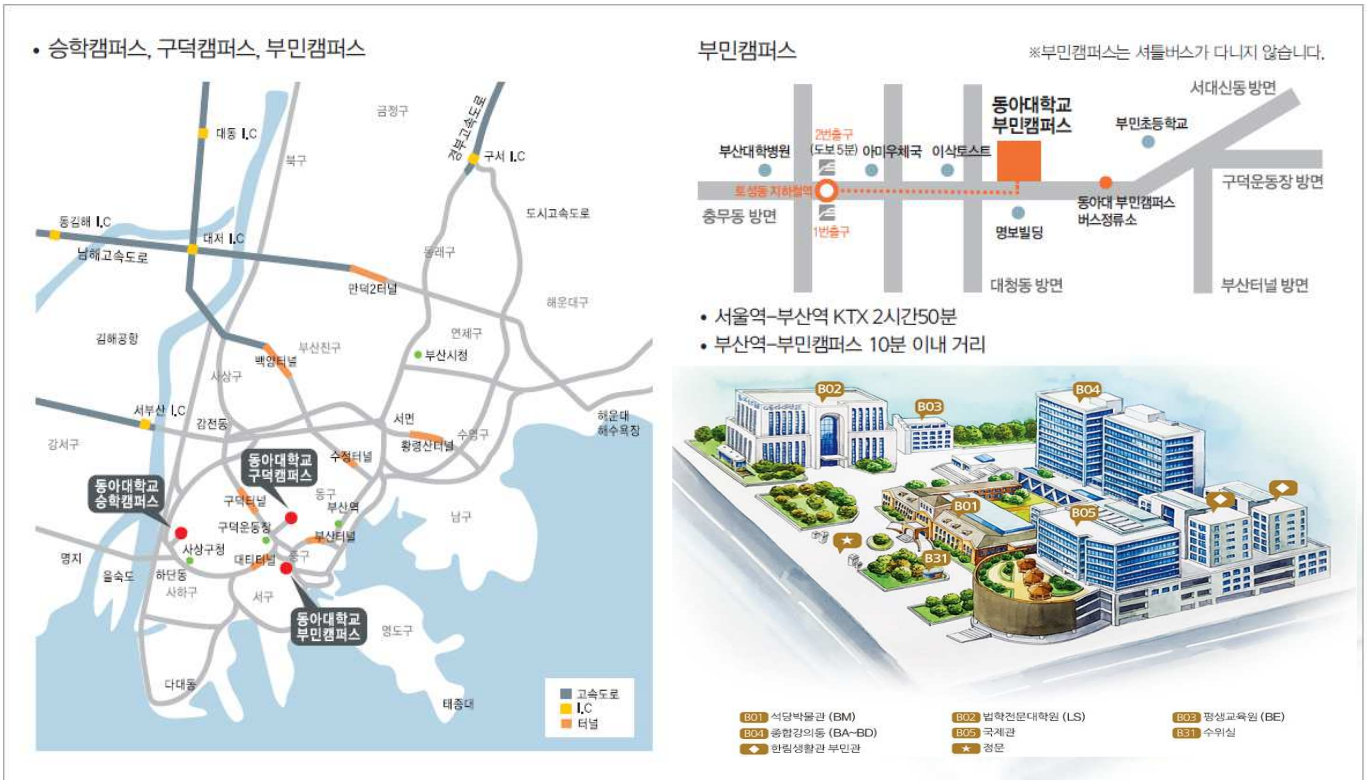 • 승학캠퍼스, 구덕캠퍼스, 부민캠퍼스
금정구
대동 I.C
경부고속도로
구서 I.C
북구
도시고속도로
동김해 I.C
대저 I.C
남해고속도로
동래구
만덕2터널
해운대구
김해공항
부산진구
연제구
백양터널
부산시청
사상구
서부산 I.C
감전동
서면
해운대
해수욕장
강서구
황령산터널
수영구
수정터널
동아대학교
구덕캠퍼스
동아대학교
승학캠퍼스
구덕터널
동구
부산역
남구
구덕운동장
부산터널
사상구청
대티터널
중구
명지
을숙도
하단동
사하구
서구
동아대학교
부민캠퍼스
영도구
다대동
태종대
고속도로
I.C
터널
부민캠퍼스
※부민캠퍼스는 셔틀버스가 다니지 않습니다.
서대신동 방면
동아대학교
부민캠퍼스
부민초등학교
2번출구
(도보 5분)
부산대학병원
아미우체국
이삭토스트
토성동 지하철역
구덕운동장 방면
충무동 방면
1번출구
명보빌딩
동아대 부민캠퍼스
버스정류소
대청동 방면
부산터널 방면
• 서울역–부산역 KTX 2시간50분
• 부산역–부민캠퍼스 10분 이내 거리
B02
B03
B04
B01
B05
B31
B01 석당박물관 (BM)
B02 법학전문대학원 (LS)
B03 평생교육원 (BE)
B04 종합강의동 (BA~BD)
B05 국제관
B31 수위실
한림생활관 부민관
정문